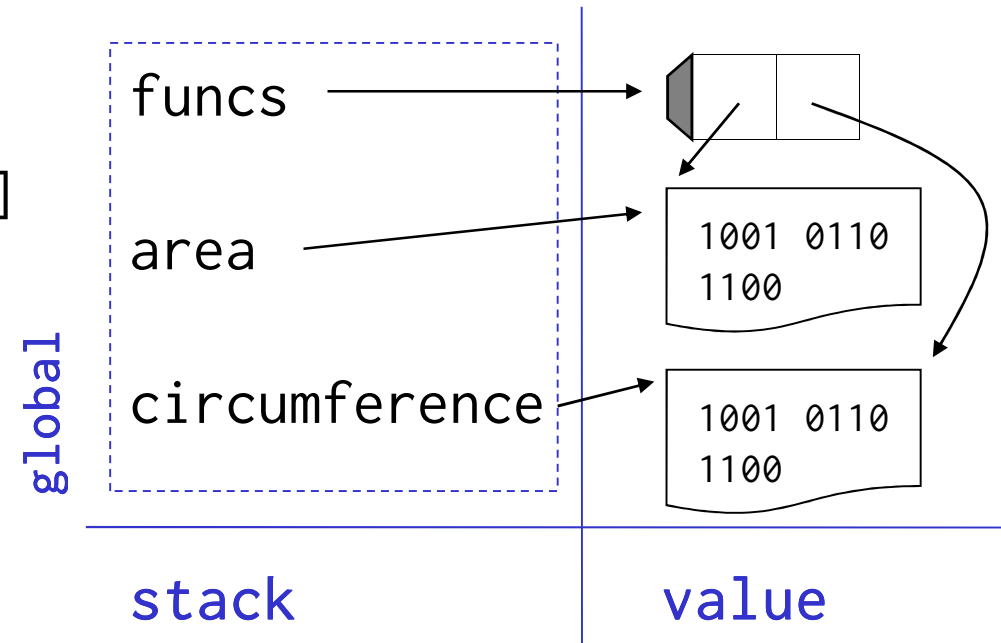 funcs
]
area
1001 0110
1100
global
circumference
1001 0110
1100
stack
value